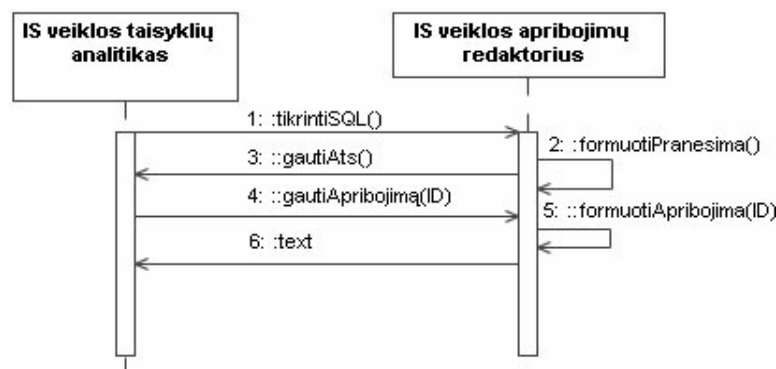 IS veiklos taisyklių
analitikas
IS veiklos apribojimų
redaktorius
1: :tikrintiSQL()
2: ::formuotiPranesima()
3: ::gautiAts()
4: ::gautiApribojimą(ID)
5: ::formuotiApribojima(ID)
6: :text